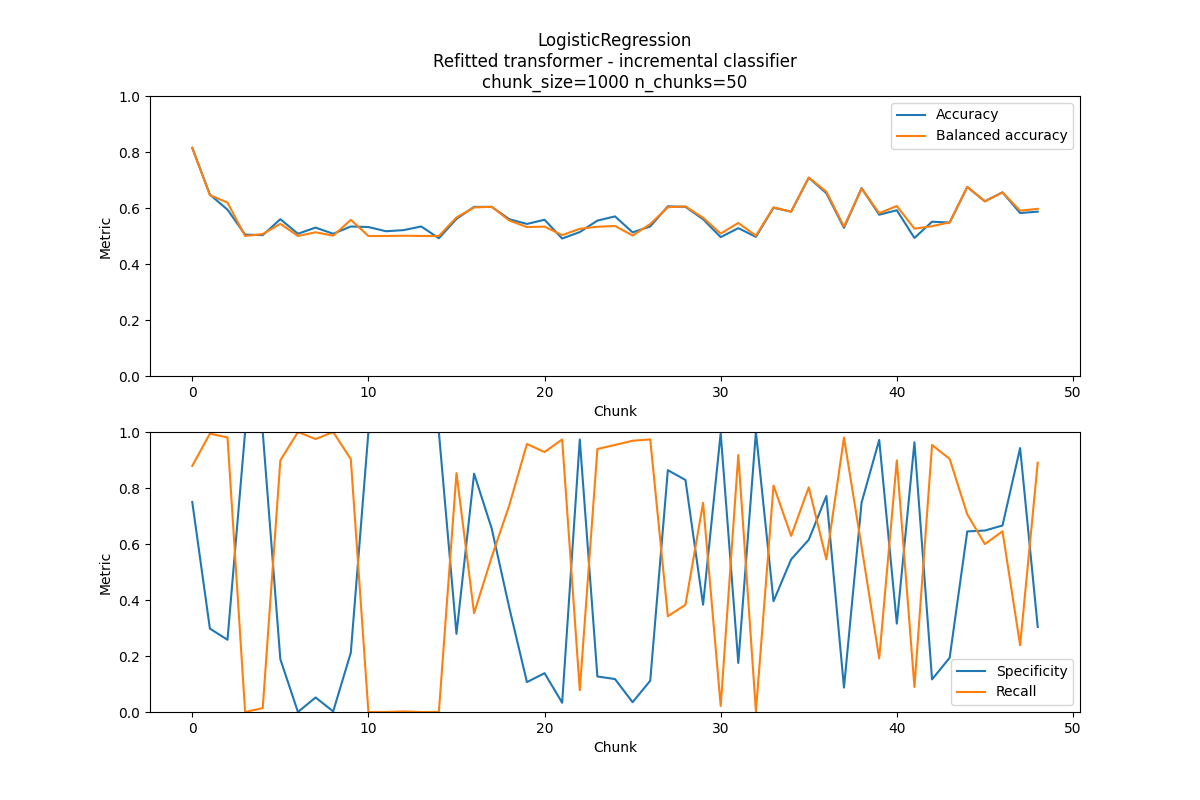 LogisticRegression
Refitted transformer - incremental classifier
chunk_size=1000 n_chunks=50
1.0
0.8
0.6
0.4
0.2
0.0
Metric
Accuracy
Balanced accuracy
0 10 20 30 40 50
Chunk
1.0
0.8
0.6
0.4
0.2
0.0
Metric
Specificity
Recall
0 10 20 30 40 50
Chunk